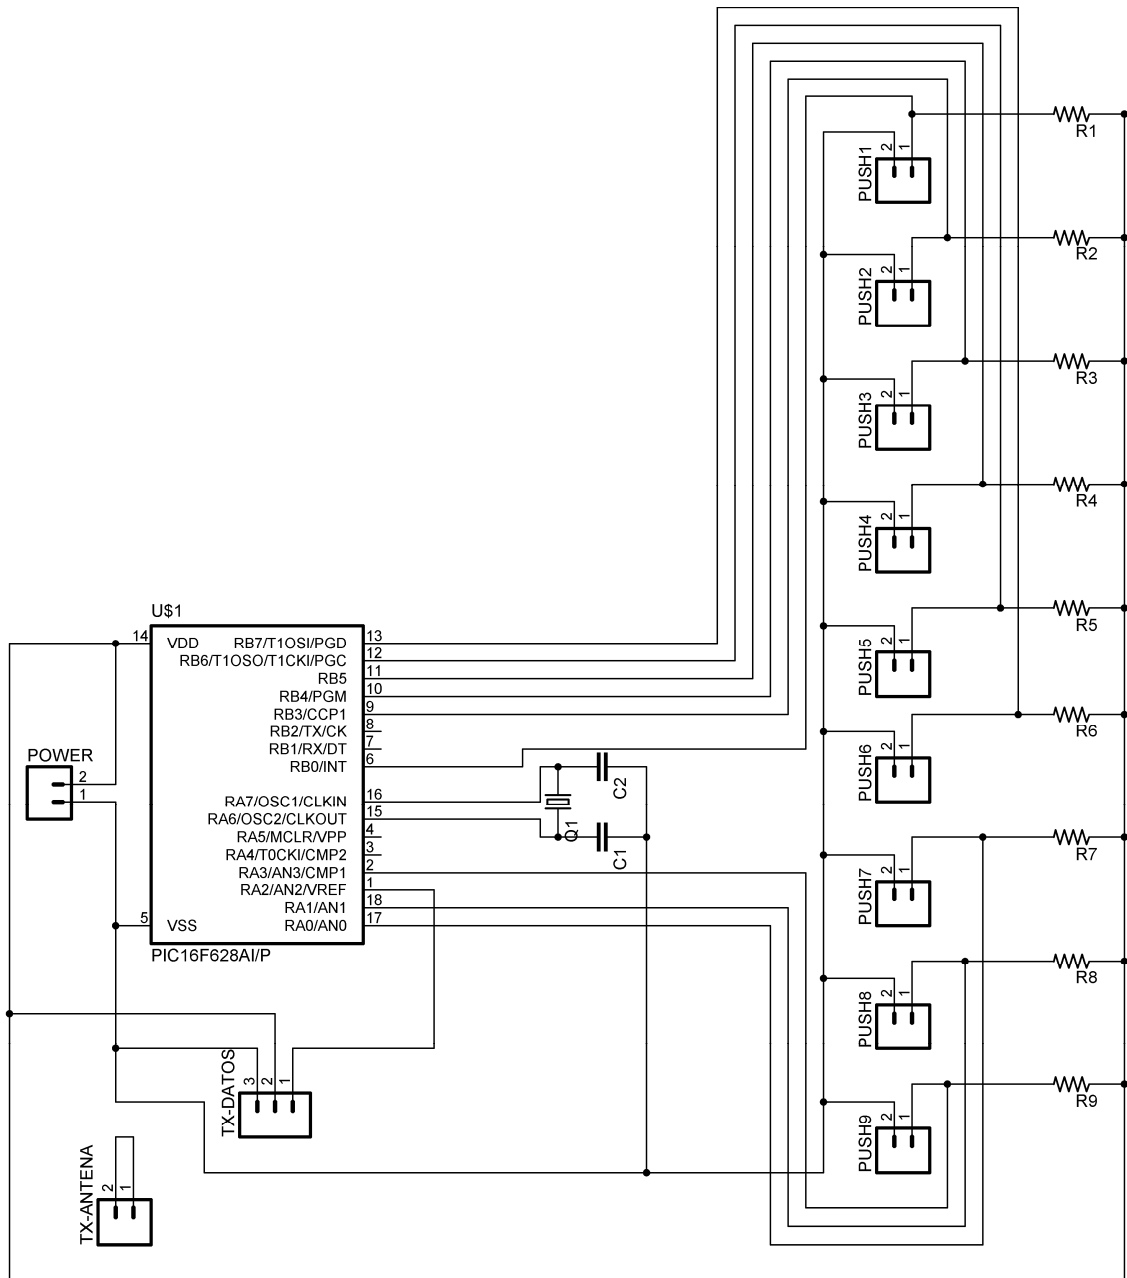 R1
2 1
PUSH1
R2
2 1
PUSH2
R3
2 1
PUSH3
R4
2 1
PUSH4
R5
2 1
PUSH5
R6
2 1
PUSH6
R7
2 1
PUSH7
R8
2 1
PUSH8
R9
2 1
PUSH9
U$1
14 VDD RB7/T1OSI/PGD 13
RB6/T1OSO/T1CKI/PGC 12
RB5 11
RB4/PGM 10
RB3/CCP1 9
RB2/TX/CK 8
RB1/RX/DT 7
RB0/INT 6
RA7/OSC1/CLKIN 16
RA6/OSC2/CLKOUT 15
RA5/MCLR/VPP 4
RA4/T0CKI/CMP2 3
RA3/AN3/CMP1 2
RA2/AN2/VREF 1
RA1/AN1 18
5 VSS RA0/AN0 17
PIC16F628AI/P
POWER
2
1
C2
Q1
C1
TX-DATOS
3 2 1
TX-ANTENA
2 1